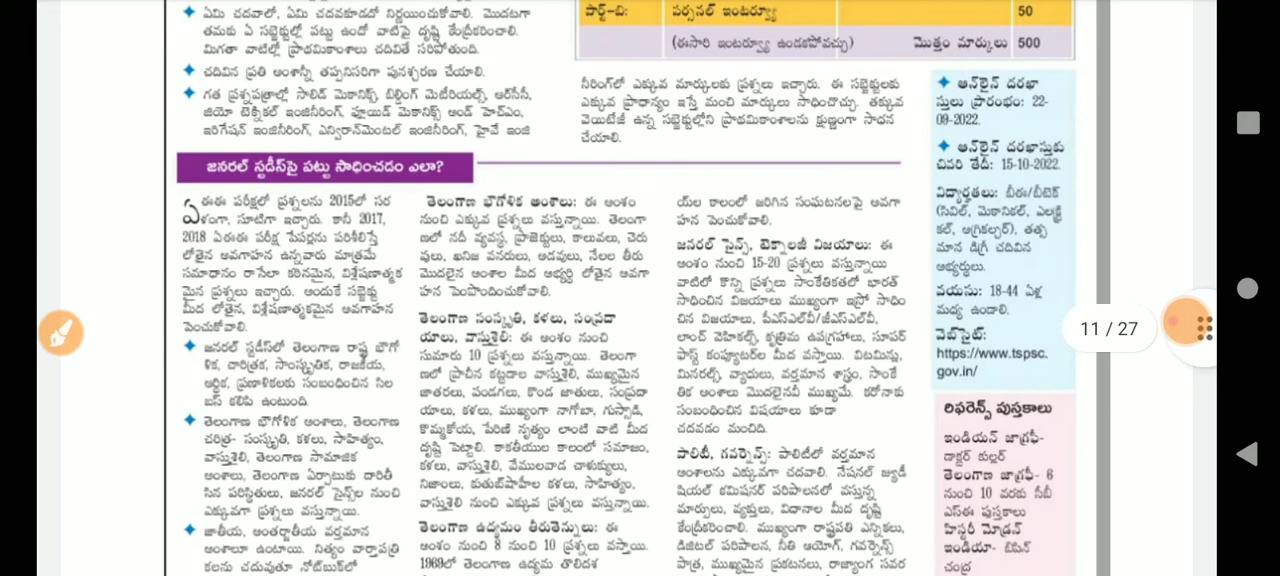 ఏమి చదవాలో, ఏమి చదవకూడదో నిర్ణయించుకోవాలి. మొదటగా
తమకు ఏ సబ్జెక్టుల్లో పట్టు ఉందో వాటిపై దృష్టి కేంద్రీకరించాలి.
మిగతా వాటిల్లో ప్రాథమికాంశాలు చదివితే సరిపోతుంది.
✦ చదివిన ప్రతి అంశాన్నీ తప్పనిసరిగా పునశ్చరణ చేయాలి.
✦ గత ప్రశ్నపత్రాల్లో సాలిడ్ మెకానిక్స్, బిల్డింగ్ మెటీరియల్స్, ఆర్‌సీసీ,
జియో టెక్నికల్ ఇంజినీరింగ్, ఫ్లూయిడ్ మెకానిక్స్ అండ్ హెచ్ఎం,
ఇరిగేషన్ ఇంజినీరింగ్, ఎన్విరాన్‌మెంటల్ ఇంజినీరింగ్, హైవే ఇంజి
పార్ట్-బి: పర్సనల్ ఇంటర్వ్యూ 50
(ఈసారి ఇంటర్వ్యూ ఉండకపోవచ్చు) మొత్తం మార్కులు 500
నీరింగ్‌లో ఎక్కువ మార్కులకు ప్రశ్నలు ఇచ్చారు. ఈ సబ్జెక్టులకు
ఎక్కువ ప్రాధాన్యం ఇస్తే మంచి మార్కులు సాధించొచ్చు. తక్కువ
వెయిటేజీ ఉన్న సబ్జెక్టుల్లోని ప్రాథమికాంశాలను క్షుణ్ణంగా సాధన
చేయాలి.
జనరల్ స్టడీస్‌పై పట్టు సాధించడం ఎలా?
ఏఈఈ పరీక్షలో ప్రశ్నలను 2015లో సర
ళంగా, సూటిగా ఇచ్చారు. కానీ 2017,
2018 ఏఈఈ పరీక్ష పేపర్లను పరిశీలిస్తే
లోతైన అవగాహన ఉన్నవారు మాత్రమే
సమాధానం రాసేలా కఠినమైన, విశ్లేషణాత్మక
మైన ప్రశ్నలు ఇచ్చారు. అందుకే సబ్జెక్టు
మీద లోతైన, విశ్లేషణాత్మకమైన అవగాహన
పెంచుకోవాలి.
✦ జనరల్ స్టడీస్‌లో తెలంగాణ రాష్ట్ర భౌగో
ళిక, చారిత్రక, సాంస్కృతిక, రాజకీయ,
ఆర్థిక, ప్రణాళికలకు సంబంధించిన సిల
బస్ కలిపి ఉంటుంది.
✦ తెలంగాణ భౌగోళిక అంశాలు, తెలంగాణ
చరిత్ర- సంస్కృతి, కళలు, సాహిత్యం,
వాస్తుశైలి, తెలంగాణ సామాజిక
అంశాలు, తెలంగాణ ఏర్పాటుకు దారితీ
సిన పరిస్థితులు, జనరల్ సైన్స్‌ల నుంచి
ఎక్కువగా ప్రశ్నలు వస్తున్నాయి.
✦ జాతీయ, అంతర్జాతీయ వర్తమాన
అంశాలూ ఉంటాయి. నిత్యం వార్తాపత్రి
కలను చదువుతూ నోట్‌బుక్‌లో
తెలంగాణ భౌగోళిక అంశాలు: ఈ అంశం
నుంచి ఎక్కువ ప్రశ్నలు వస్తున్నాయి. తెలంగా
ణలో నదీ వ్యవస్థ, ప్రాజెక్టులు, కాలువలు, చెరు
వులు, ఖనిజ వనరులు, అడవులు, నేలల తీరు
మొదలైన అంశాల మీద అభ్యర్థి లోతైన అవగా
హన పెంపొందించుకోవాలి.
తెలంగాణ సంస్కృతి, కళలు, సంప్రదా
యాలు, వాస్తుశైలి: ఈ అంశం నుంచి
సుమారు 10 ప్రశ్నలు వస్తున్నాయి. తెలంగా
ణలో ప్రాచీన కట్టడాల వాస్తుశైలి, ముఖ్యమైన
జాతరలు, పండగలు, కొండ జాతులు, సంప్రదా
యాలు, కళలు, ముఖ్యంగా నాగోబా, గుస్సాడి,
కొమ్మకోయ, పేరిణి నృత్యం లాంటి వాటి మీద
దృష్టి పెట్టాలి. కాకతీయుల కాలంలో సమాజం,
కళలు, వాస్తుశైలి, వేములవాడ చాళుక్యులు,
నిజాంలు, కుతుబ్‌షాహీల కళలు, సాహిత్యం,
వాస్తుశైలి నుంచి ఎక్కువ ప్రశ్నలు వస్తున్నాయి.
తెలంగాణ ఉద్యమం తీరుతెన్నులు: ఈ
అంశం నుంచి 8 నుంచి 10 ప్రశ్నలు వస్తాయి.
1969లో తెలంగాణ ఉద్యమ తొలిదశ
య్‌ల కాలంలో జరిగిన సంఘటనలపై అవగా
హన పెంచుకోవాలి.
జనరల్ సైన్స్, టెక్నాలజీ విజయాలు: ఈ
అంశం నుంచి 15-20 ప్రశ్నలు వస్తున్నాయి
వాటిలో కొన్ని ప్రశ్నలు సాంకేతికతలో భారత్
సాధించిన విజయాలు ముఖ్యంగా ఇస్రో సాధిం
చిన విజయాలు, పీఎస్ఎల్‌వీ/జీఎస్ఎల్‌వీ,
లాంచ్ వెహికల్స్, కృత్రిమ ఉపగ్రహాలు, సూపర్
ఫాస్ట్ కంప్యూటర్‌ల మీద వస్తాయి. విటమిన్లు,
మినరల్స్, వ్యాధులు, వర్తమాన శాస్త్రం, సాంకే
తిక అంశాలు మొదలైనవీ ముఖ్యమే. కరోనాకు
సంబంధించిన విషయాలు కూడా
చదవడం మంచిది.
పాలిటీ, గవర్నెన్స్: పాలిటీలో వర్తమాన
అంశాలను ఎక్కువగా చదవాలి. నేషనల్ జ్యుడీ
షియల్ కమిషనర్ పరిపాలనలో వస్తున్న
మార్పులు, వ్యక్తులు, విధానాల మీద దృష్టి
కేంద్రీకరించాలి. ముఖ్యంగా రాష్ట్రపతి ఎన్నికలు,
డిజిటల్ పరిపాలన, నీతి ఆయోగ్, గవర్నెన్స్
పాత్ర, ముఖ్యమైన ప్రకటనలు, రాజ్యాంగ సవర
✦ ఆన్‌లైన్ దరఖా
స్తులు ప్రారంభం: 22-
09-2022.
✦ ఆన్‌లైన్ దరఖాస్తుకు
చివరి తేదీ: 15-10-2022.
విద్యార్హతలు: బీఈ/బీటెక్
(సివిల్, మెకానికల్, ఎలక్ట్రి
కల్, అగ్రికల్చర్), తత్స
మాన డిగ్రీ చదివిన
అభ్యర్థులు.
వయసు: 18-44 ఏళ్ల
మధ్య ఉండాలి.
వెబ్‌సైట్:
https://www.tspsc.
gov.in/
రిఫరెన్స్ పుస్తకాలు
ఇండియన్ జాగ్రఫీ-
డాక్టర్ కుల్లర్
తెలంగాణ జాగ్రఫీ- 6
నుంచి 10 వరకు సీబీ
ఎస్ఈ పుస్తకాలు
హిస్టరీ మోడ్రన్
ఇండియా- బిపిన్
చంద్ర
11 / 27